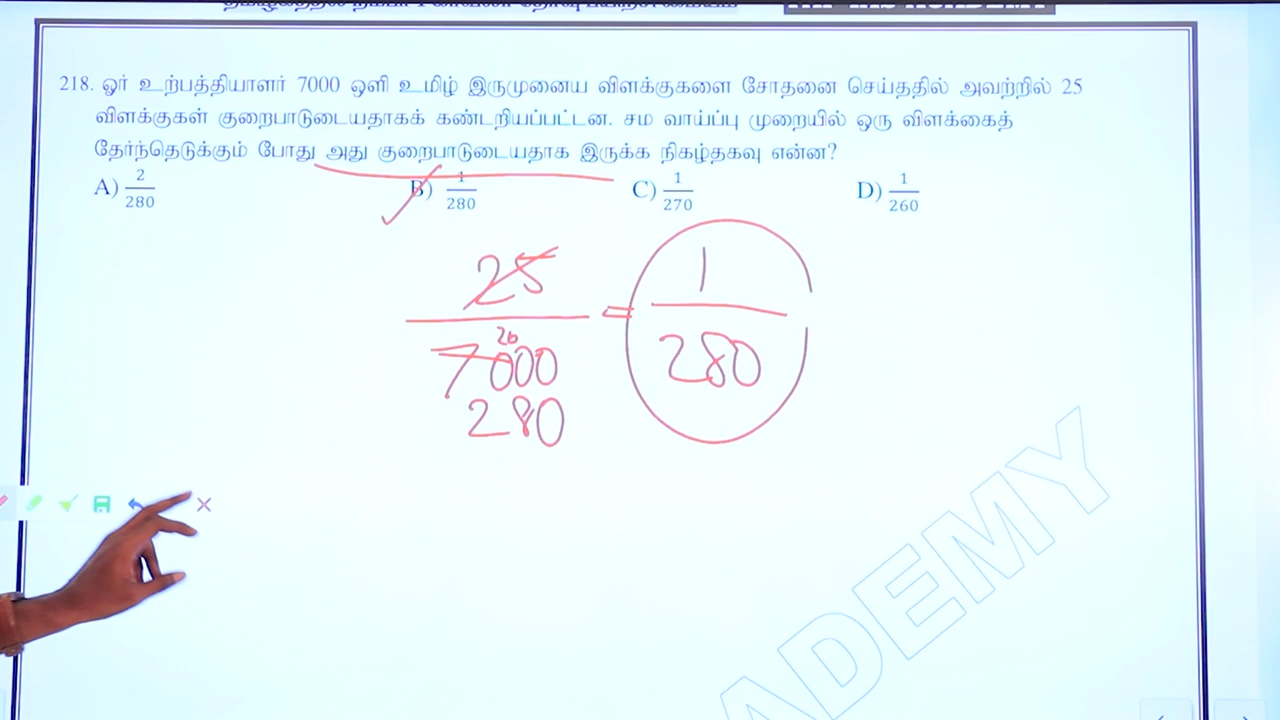 218. ஓர் உற்பத்தியாளர் 7000 ஒளி உமிழ் இருமுனைய விளக்குகளை சோதனை செய்ததில் அவற்றில் 25
விளக்குகள் குறைபாடுடையதாகக் கண்டறியப்பட்டன. சம வாய்ப்பு முறையில் ஒரு விளக்கைத்
தேர்ந்தெடுக்கும் போது அது குறைபாடுடையதாக இருக்க நிகழ்தகவு என்ன?
A) 2/280 B) 1/280 C) 1/270 D) 1/260
25 1
= 
20
7000 280
280
ADEMY